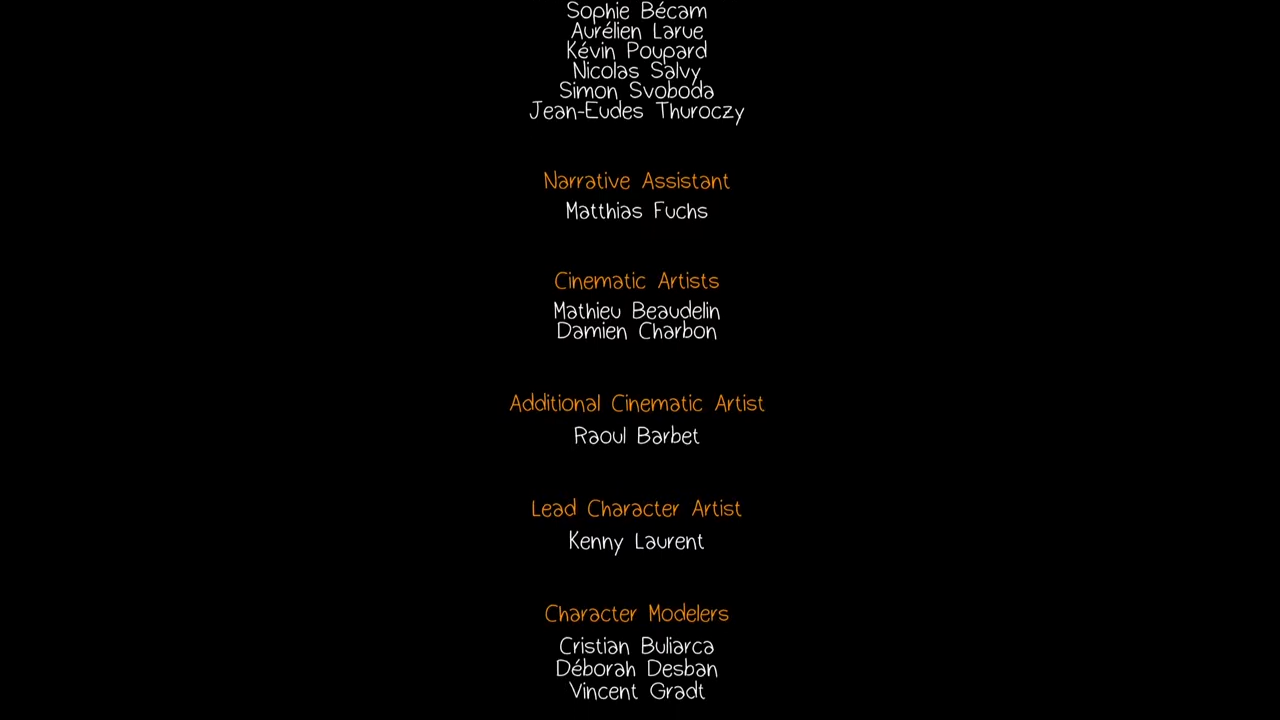 Sophie Bécam
Aurélien Larue
Kévin Poupard
Nicolas Salvy
Simon Svoboda
Jean-Eudes Thuroczy
Narrative Assistant
Matthias Fuchs
Cinematic Artists
Mathieu Beaudelin
Damien Charbon
Additional Cinematic Artist
Raoul Barbet
Lead Character Artist
Kenny Laurent
Character Modelers
Cristian Buliarca
Déborah Desban
Vincent Gradt